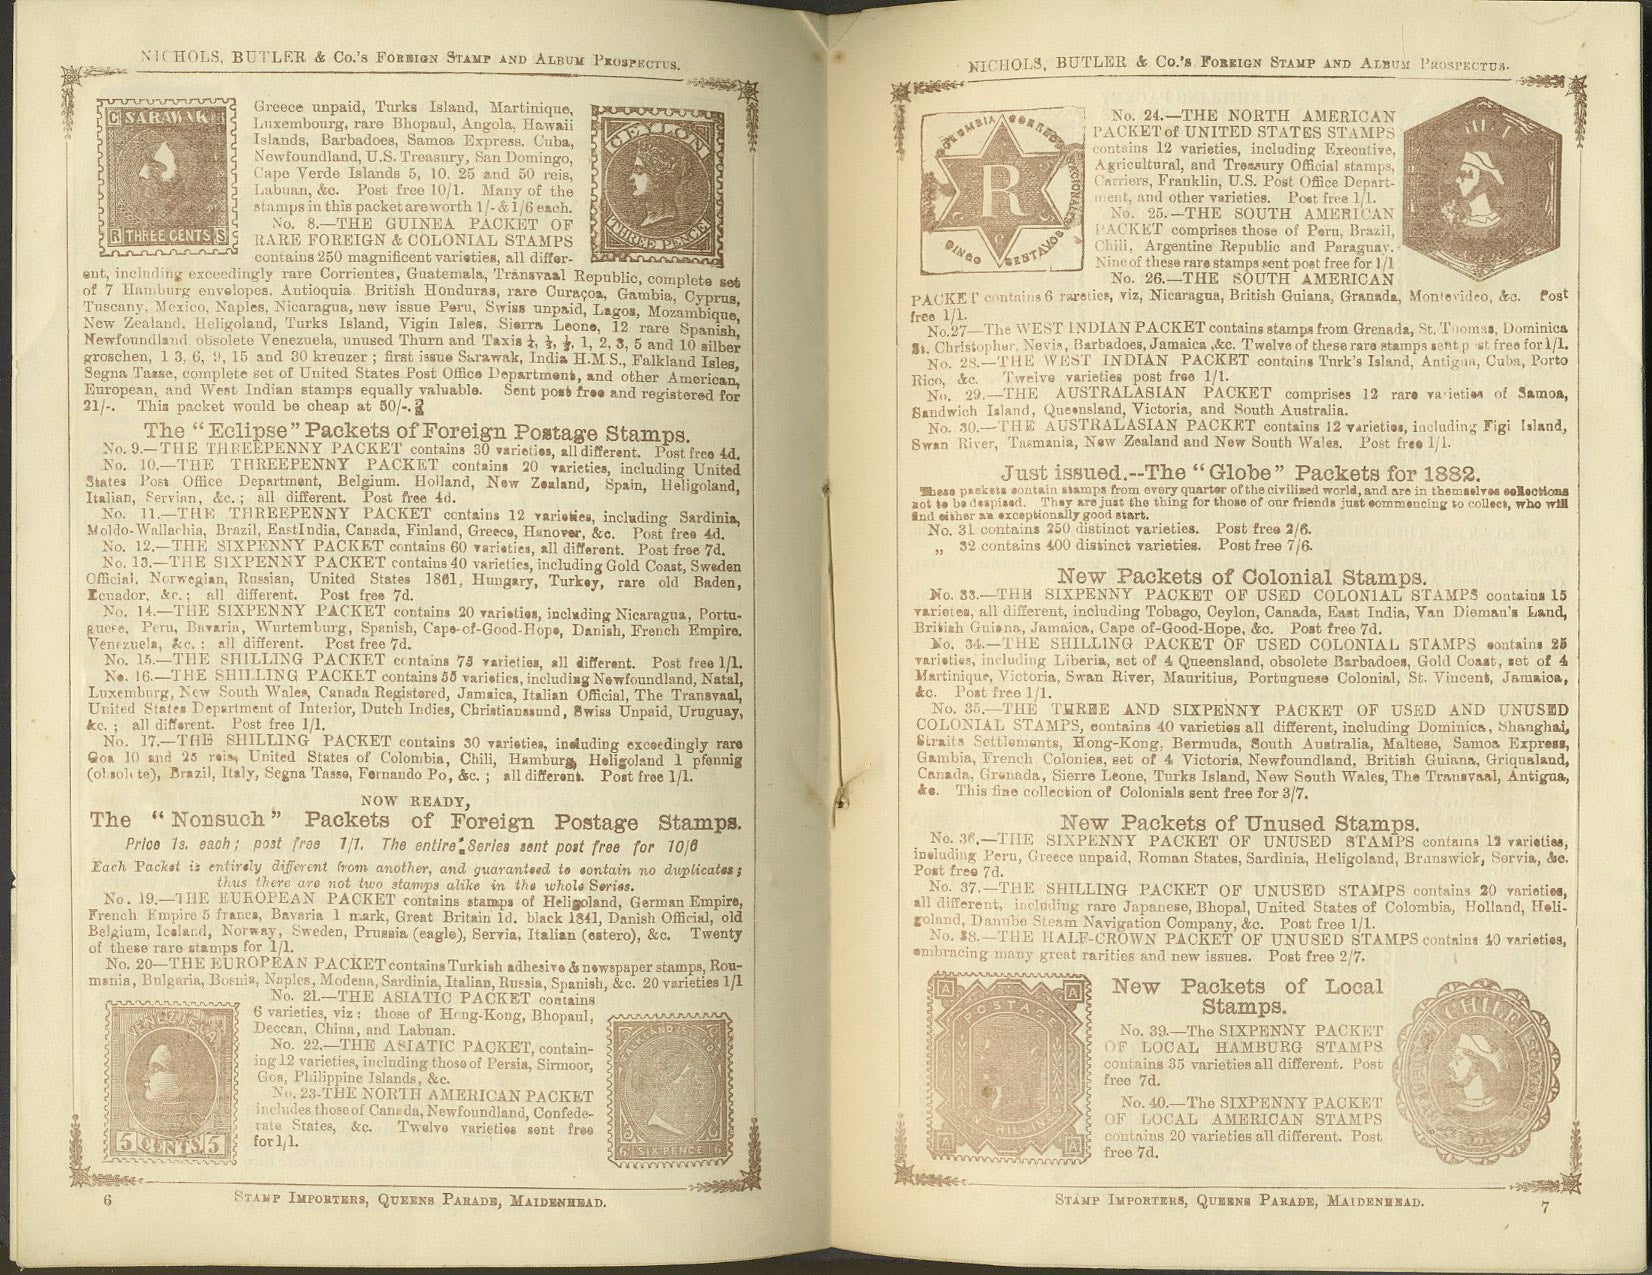 NICHOLS, BUTLER & Co.'s Foreign Stamp and Album Prospectus.
SARAWAK
THREE CENTS
CEYLON
THREE PENCE
Greece unpaid, Turks Island, Martinique,
Luxembourg, rare Bhopaul, Angola, Hawaii
Islands, Barbadoes, Samoa Express. Cuba,
Newfoundland, U.S. Treasury, San Domingo,
Cape Verde Islands 5, 10, 25 and 50 reis,
Labuan, &c. Post free 10/1. Many of the
stamps in this packet are worth 1/- & 1/6 each.
No. 8.—THE GUINEA PACKET OF
RARE FOREIGN & COLONIAL STAMPS
contains 250 magnificent varieties, all differ-
ent, including exceedingly rare Corrientes, Guatemala, Transvaal Republic, complete set
of 7 Hamburg envelopes. Antioquia. British Honduras, rare Curaçoa, Gambia, Cyprus,
Tuscany, Mexico, Naples, Nicaragua, new issue Peru, Swiss unpaid, Lagos, Mozambique,
New Zealand, Heligoland, Turks Island, Vigin Isles, Sierra Leone, 12 rare Spanish,
Newfoundland obsolete Venezuela, unused Thurn and Taxis 1, 2, 3, 5 and 10 silber
groschen, 1 3, 6, 9, 15 and 30 kreuzer ; first issue Sarawak, India H.M.S., Falkland Isles,
Segna Tasse, complete set of United States Post Office Department, and other American,
European, and West Indian stamps equally valuable. Sent post free and registered for
21/-. This packet would be cheap at 50/-.
The "Eclipse" Packets of Foreign Postage Stamps.
No. 9.—THE THREEPENNY PACKET contains 30 varieties, all different. Post free 4d.
No. 10.—THE THREEPENNY PACKET contains 20 varieties, including United
States Post Office Department, Belgium. Holland, New Zealand, Spain, Heligoland,
Italian, Servian, &c. ; all different. Post free 4d.
No. 11.—THE THREEPENNY PACKET contains 12 varieties, including Sardinia,
Moldo-Wallachia, Brazil, East India, Canada, Finland, Greece, Hanover, &c. Post free 4d.
No. 12.—THE SIXPENNY PACKET contains 60 varieties, all different. Post free 7d.
No. 13.—THE SIXPENNY PACKET contains 40 varieties, including Gold Coast, Sweden
Official, Norwegian, Russian, United States 1861, Hungary, Turkey, rare old Baden,
Ecuador, &c. ; all different. Post free 7d.
No. 14.—THE SIXPENNY PACKET contains 20 varieties, including Nicaragua, Portu-
guese, Peru, Bavaria, Wurtemburg, Spanish, Cape-of-Good-Hope, Danish, French Empire.
Venezuela, &c. ; all different. Post free 7d.
No. 15.—THE SHILLING PACKET contains 75 varieties, all different. Post free 1/1.
No. 16.—THE SHILLING PACKET contains 55 varieties, including Newfoundland, Natal,
Luxemburg, New South Wales, Canada Registered, Jamaica, Italian Official, The Transvaal,
United States Department of Interior, Dutch Indies, Christianssund, Swiss Unpaid, Uruguay,
&c. ; all different. Post free 1/1.
No. 17.—THE SHILLING PACKET contains 30 varieties, including exceedingly rare
Goa 10 and 25 reis, United States of Colombia, Chili, Hamburg, Heligoland 1 pfennig
(obsolete), Brazil, Italy, Segna Tasse, Fernando Po, &c. ; all different. Post free 1/1.
NOW READY,
The "Nonsuch" Packets of Foreign Postage Stamps.
Price 1s. each; post free 1/1. The entire Series sent post free for 10/6
Each Packet is entirely different from another, and guaranteed to contain no duplicates;
thus there are not two stamps alike in the whole Series.
No. 19.—THE EUROPEAN PACKET contains stamps of Heligoland, German Empire,
French Empire 5 francs, Bavaria 1 mark, Great Britain 1d. black 1841, Danish Official, old
Belgium, Iceland, Norway, Sweden, Prussia (eagle), Servia, Italian (estero), &c. Twenty
of these rare stamps for 1/1.
No. 20—THE EUROPEAN PACKET contains Turkish adhesive & newspaper stamps, Rou-
mania, Bulgaria, Bosnia, Naples, Modena, Sardinia, Italian, Russia, Spanish, &c. 20 varieties 1/1
No. 21.—THE ASIATIC PACKET contains
6 varieties, viz : those of Hong-Kong, Bhopaul,
Deccan, China, and Labuan.
No. 22.—THE ASIATIC PACKET, contain-
ing 12 varieties, including those of Persia, Sirmoor,
Goa, Philippine Islands, &c.
No. 23-THE NORTH AMERICAN PACKET
includes those of Canada, Newfoundland, Confede-
rate States, &c. Twelve varieties sent free
for 1/1.
5 CENTS 5
FALKLAND ISLANDS
SIX PENCE
6 Stamp Importers, Queens Parade, Maidenhead.
NICHOLS, BUTLER & Co.'s Foreign Stamp and Album Prospectus.
COLOMBIA CORREOS NACIONALES
R
CINCO CENTAVOS
No. 24.—THE NORTH AMERICAN
PACKET of UNITED STATES STAMPS
contains 12 varieties, including Executive,
Agricultural, and Treasury Official stamps,
Carriers, Franklin, U.S. Post Office Depart-
ment, and other varieties. Post free 1/1.
No. 25.—THE SOUTH AMERICAN
PACKET comprises those of Peru, Brazil,
Chili, Argentine Republic and Paraguay.
Nine of these rare stamps sent post free for 1/1
No. 26.—THE SOUTH AMERICAN
PACKET contains 6 rareties, viz, Nicaragua, British Guiana, Granada, Montevideo, &c. Post
free 1/1.
No. 27—The WEST INDIAN PACKET contains stamps from Grenada, St. Thomas, Dominica
St. Christopher, Nevis, Barbadoes, Jamaica ,&c. Twelve of these rare stamps sent p st free for 1/1.
No. 28.—THE WEST INDIAN PACKET contains Turk's Island, Antigua, Cuba, Porto
Rico, &c. Twelve varieties post free 1/1.
No. 29.—THE AUSTRALASIAN PACKET comprises 12 rare varieties of Samoa,
Sandwich Island, Queensland, Victoria, and South Australia.
No. 30.—THE AUSTRALASIAN PACKET contains 12 varieties, including Figi Island,
Swan River, Tasmania, New Zealand and New South Wales. Post free 1/1.
Just issued.--The "Globe" Packets for 1882.
These packets contain stamps from every quarter of the civilized world, and are in themselves collections
not to be despised. They are just the thing for those of our friends just commencing to collect, who will
find either an exceptionally good start.
No. 31 contains 250 distinct varieties. Post free 2/6.
„ 32 contains 400 distinct varieties. Post free 7/6.
New Packets of Colonial Stamps.
No. 33.—THE SIXPENNY PACKET OF USED COLONIAL STAMPS contains 15
varietes, all different, including Tobago, Ceylon, Canada, East India, Van Dieman's Land,
British Guiana, Jamaica, Cape of-Good-Hope, &c. Post free 7d.
No. 34.—THE SHILLING PACKET OF USED COLONIAL STAMPS contains 25
varieties, including Liberia, set of 4 Queensland, obsolete Barbadoes, Gold Coast, set of 4
Martinique, Victoria, Swan River, Mauritius, Portuguese Colonial, St. Vincent, Jamaica,
&c. Post free 1/1.
No. 35.—THE THREE AND SIXPENNY PACKET OF USED AND UNUSED
COLONIAL STAMPS, contains 40 varieties all different, including Dominica, Shanghai,
Straits Settlements, Hong-Kong, Bermuda, South Australia, Maltese, Samoa Express,
Gambia, French Colonies, set of 4 Victoria, Newfoundland, British Guiana, Griqualand,
Canada, Grenada, Sierre Leone, Turks Island, New South Wales, The Transvaal, Antigua,
&c. This fine collection of Colonials sent free for 3/7.
New Packets of Unused Stamps.
No. 36.—THE SIXPENNY PACKET OF UNUSED STAMPS contains 12 varieties,
including Peru, Greece unpaid, Roman States, Sardinia, Heligoland, Brunswick, Servia, &c.
Post free 7d.
No. 37.—THE SHILLING PACKET OF UNUSED STAMPS contains 20 varieties,
all different, including rare Japanese, Bhopal, United States of Colombia, Holland, Heli-
goland, Danube Steam Navigation Company, &c. Post free 1/1.
No. 38.—THE HALF-CROWN PACKET OF UNUSED STAMPS contains 40 varieties,
embracing many great rarities and new issues. Post free 2/7.
New Packets of Local
Stamps.
No. 39.—The SIXPENNY PACKET
OF LOCAL HAMBURG STAMPS
contains 35 varieties all different. Post
free 7d.
No. 40.—The SIXPENNY PACKET
OF LOCAL AMERICAN STAMPS
contains 20 varieties all different. Post
free 7d.
POSTAGE
CHILE
CENTAVOS
Stamp Importers, Queens Parade, Maidenhead. 7